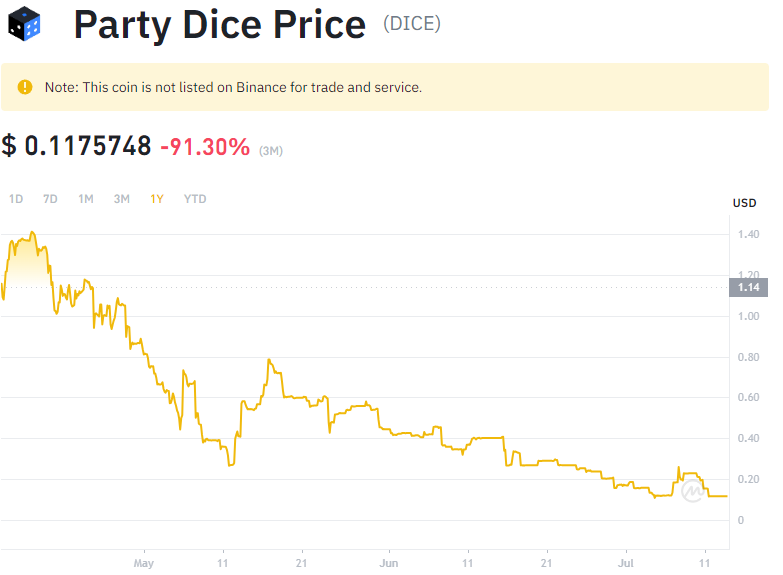 Party Dice Price (DICE)
Note: This coin is not listed on Binance for trade and service.
$ 0.1175748 -91.30% (3M)
1D 7D 1M 3M 1Y YTD
USD
1.40
1.20
1.14
1.00
0.80
0.60
0.40
0.20
0
May 11 21 Jun 11 21 Jul 11